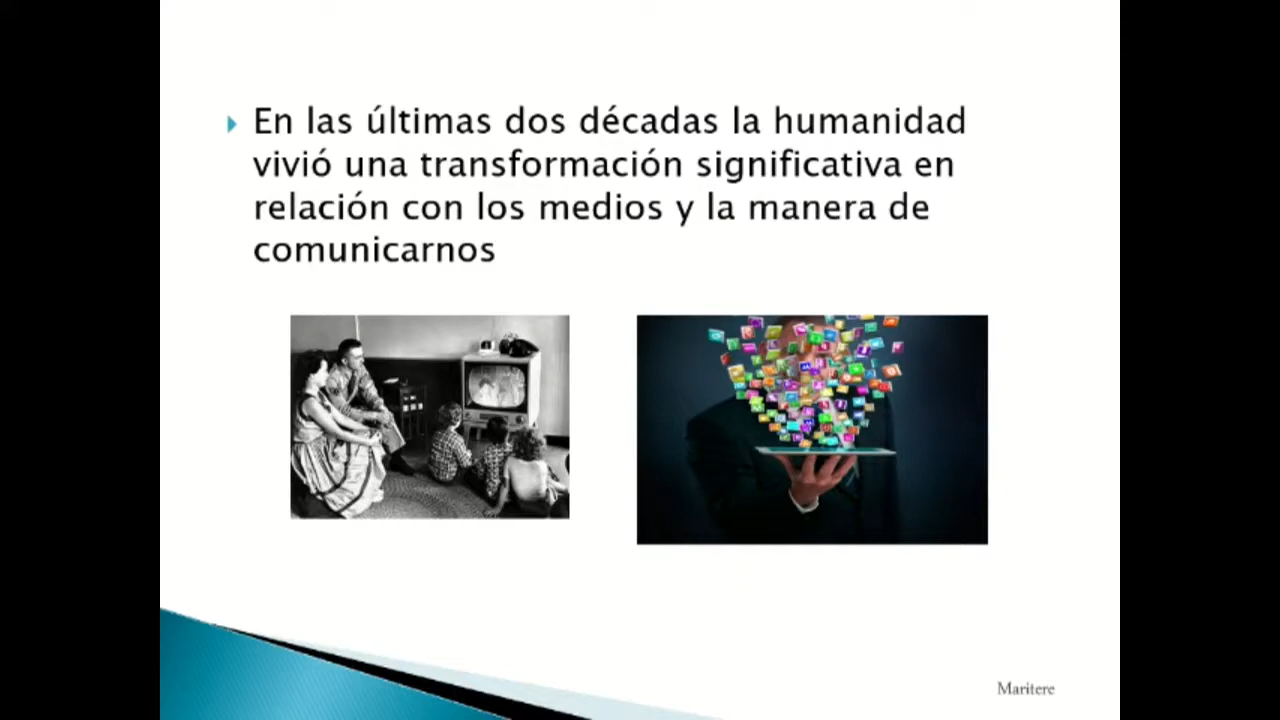 En las últimas dos décadas la humanidad
vivió una transformación significativa en
relación con los medios y la manera de
comunicarnos
Maritere